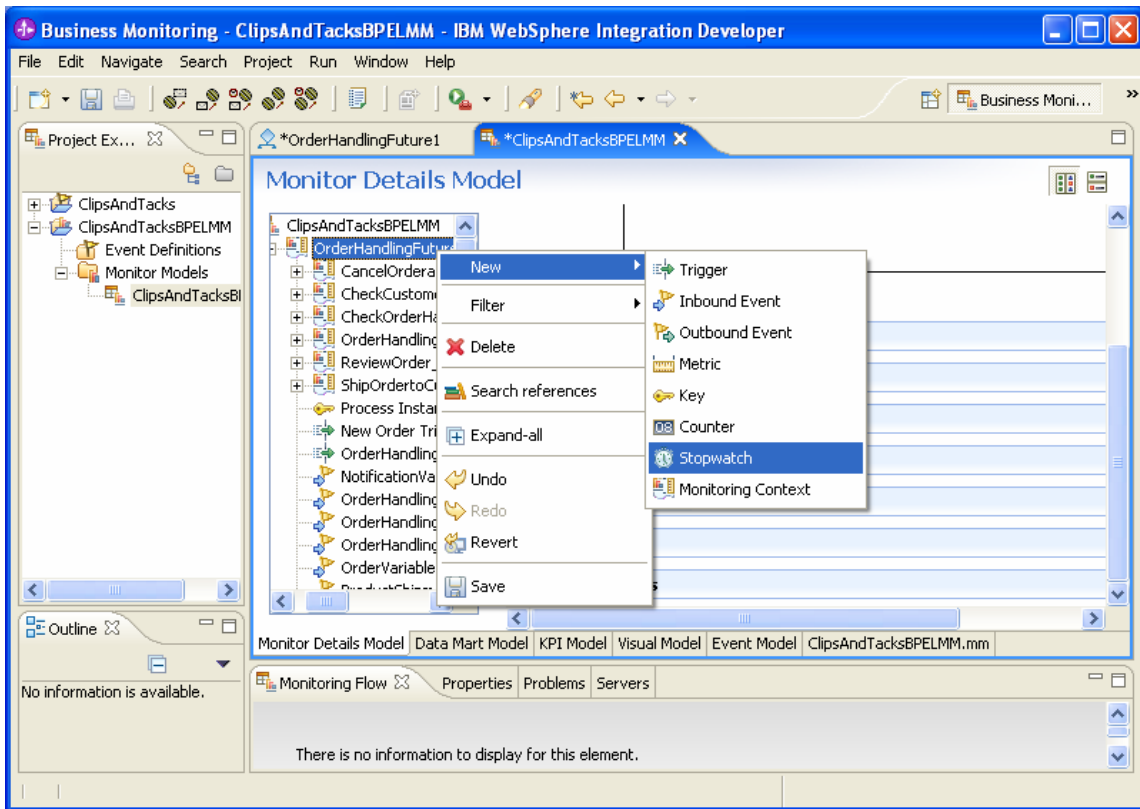 Business Monitoring - ClipsAndTacksBPELMM - IBM WebSphere Integration Developer
File Edit Navigate Search Project Run Window Help
Business Moni... »
Project Ex...
*OrderHandlingFuture1
*ClipsAndTacksBPELMM
ClipsAndTacks
ClipsAndTacksBPELMM
Event Definitions
Monitor Models
ClipsAndTacksBI
Monitor Details Model
ClipsAndTacksBPELMM
OrderHandlingFuture
CancelOrdera
CheckCustom
CheckOrderHa
OrderHandling
ReviewOrder_
ShipOrdertoCu
Process Instar
New Order Tri
OrderHandling
NotificationVa
OrderHandling
OrderHandling
OrderHandling
OrderVariable
New
Filter
Delete
Search references
Expand-all
Undo
Redo
Revert
Save
Trigger
Inbound Event
Outbound Event
Metric
Key
08 Counter
Stopwatch
Monitoring Context
Monitor Details Model Data Mart Model KPI Model Visual Model Event Model ClipsAndTacksBPELMM.mm
Outline
No information is available.
Monitoring Flow Properties Problems Servers
There is no information to display for this element.